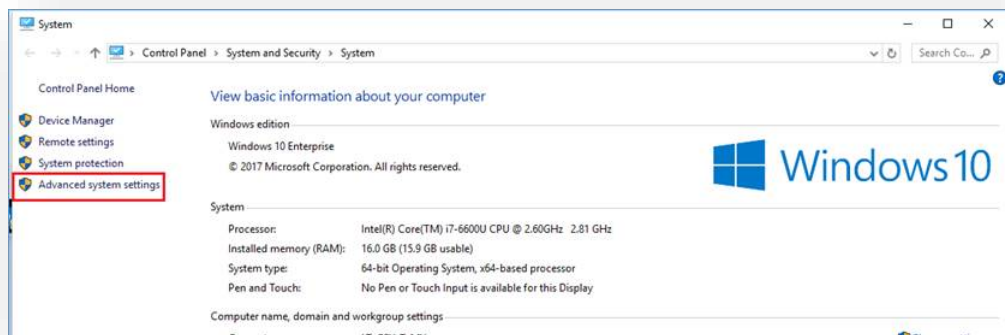 System
Control Panel > System and Security > System
Search Co...
Control Panel Home
Device Manager
Remote settings
System protection
Advanced system settings
View basic information about your computer
Windows edition
Windows 10 Enterprise
© 2017 Microsoft Corporation. All rights reserved.
Windows 10
System
Processor: Intel(R) Core(TM) i7-6600U CPU @ 2.60GHz 2.81 GHz
Installed memory (RAM): 16.0 GB (15.9 GB usable)
System type: 64-bit Operating System, x64-based processor
Pen and Touch: No Pen or Touch Input is available for this Display
Computer name, domain and workgroup settings